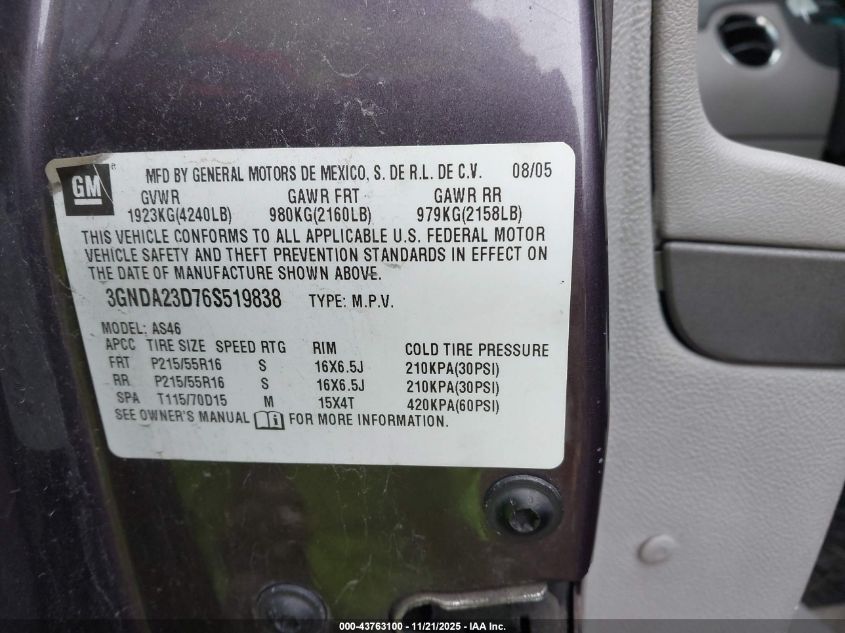 GM
MFD BY GENERAL MOTORS DE MEXICO, S. DE R.L. DE C.V. 08/05
GVWR GAWR FRT GAWR RR
1923KG(4240LB) 980KG(2160LB) 979KG(2158LB)
THIS VEHICLE CONFORMS TO ALL APPLICABLE U.S. FEDERAL MOTOR
VEHICLE SAFETY AND THEFT PREVENTION STANDARDS IN EFFECT ON
THE DATE OF MANUFACTURE SHOWN ABOVE.
3GNDA23D76S519838 TYPE: M.P.V.
MODEL: AS46
APCC TIRE SIZE SPEED RTG RIM COLD TIRE PRESSURE
FRT P215/55R16 S 16X6.5J 210KPA(30PSI)
RR P215/55R16 S 16X6.5J 210KPA(30PSI)
SPA T115/70D15 M 15X4T 420KPA(60PSI)
SEE OWNER'S MANUAL FOR MORE INFORMATION.
000-43763100 - 11/21/2025 - IAA Inc.